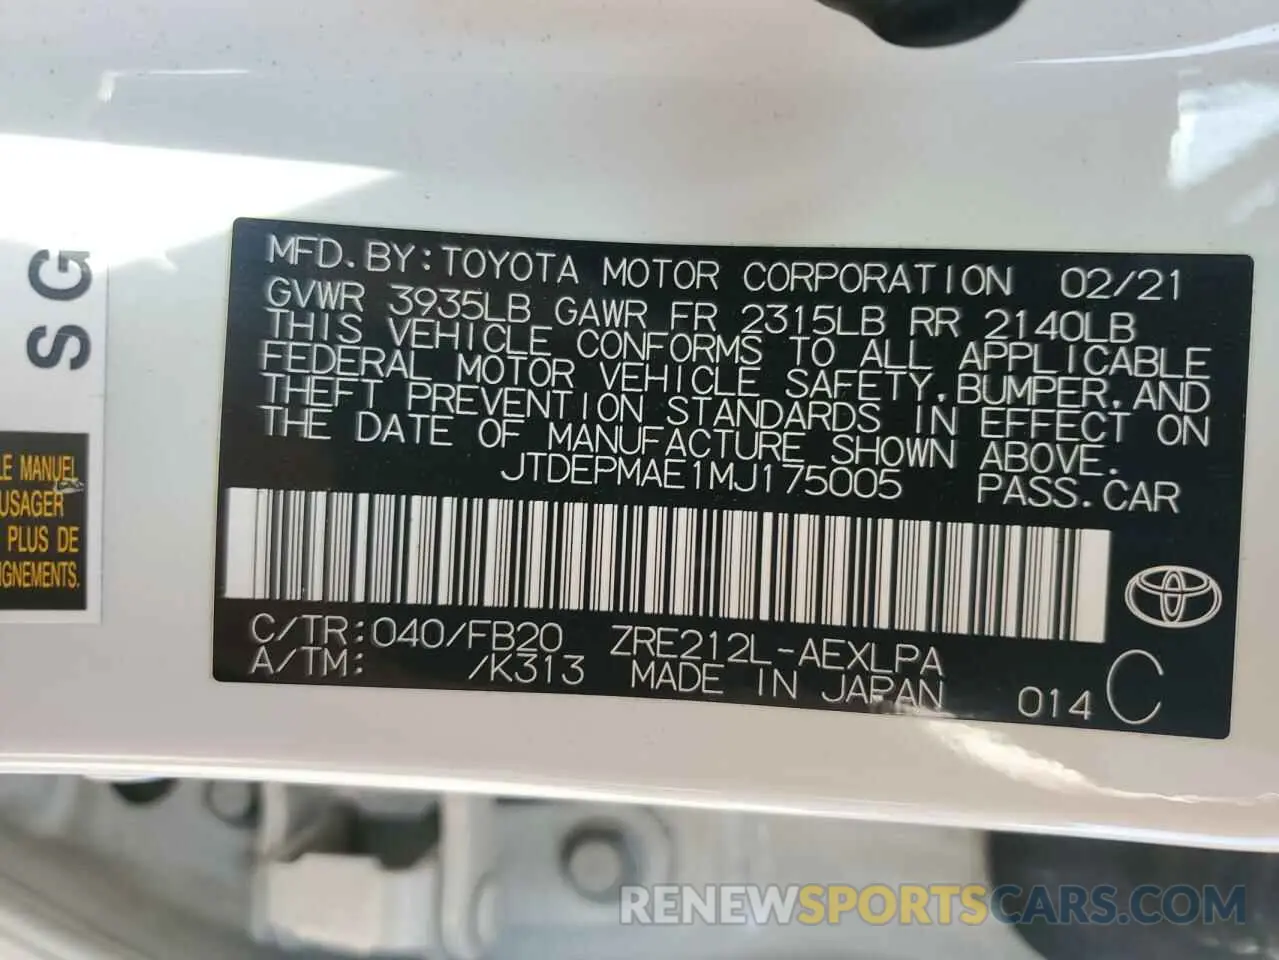 MFD.BY:TOYOTA MOTOR CORPORATION 02/21
GVWR 3935LB GAWR FR 2315LB RR 2140LB
THIS VEHICLE CONFORMS TO ALL APPLICABLE
FEDERAL MOTOR VEHICLE SAFETY,BUMPER,AND
THEFT PREVENTION STANDARDS IN EFFECT ON
THE DATE OF MANUFACTURE SHOWN ABOVE.
JTDEPMAE1MJ175005 PASS.CAR
C/TR:040/FB20 ZRE212L-AEXLPA
A/TM: /K313 MADE IN JAPAN 014 C
S G
LE MANUEL
USAGER
PLUS DE
IGNEMENTS.
RENEWSPORTSCARS.COM